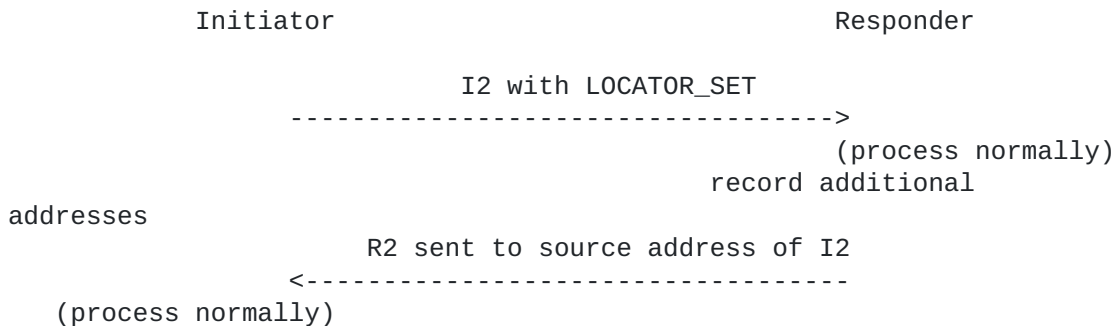 Initiator                                Responder
I2 with LOCATOR_SET
----------------------------------->
(process normally)
record additional
addresses
R2 sent to source address of I2
<-----------------------------------
(process normally)